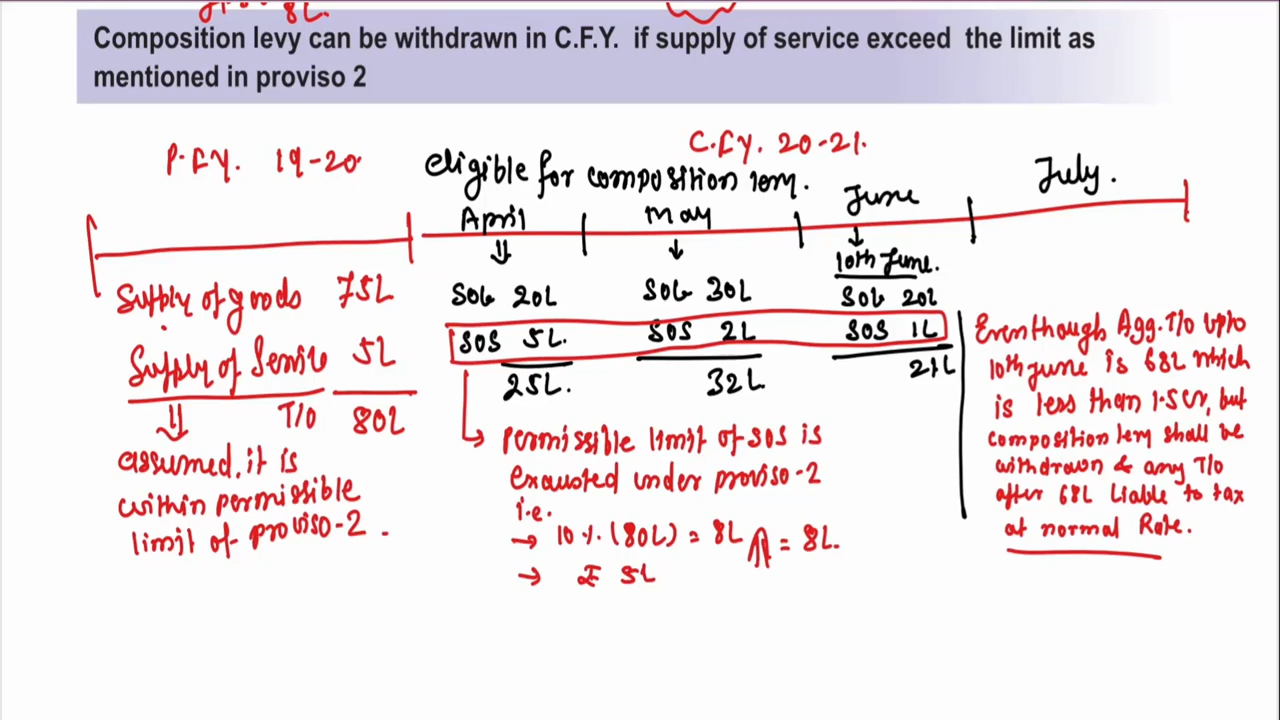 8L
Composition levy can be withdrawn in C.F.Y. if supply of service exceed the limit as
mentioned in proviso 2
P.F.Y. 19-20
C.F.Y. 20-21.
eligible for composition levy.
April
May
June
July.
10th June.
Supply of goods 75L
SOG 20L
SOG 30L
SOG 20L
Supply of Service 5L
SOS 5L.
SOS 2L
SOS 1L
T/O 80L
25L.
32L
21L
assumed, it is
within permissible
limit of proviso-2.
Permissible limit of SOS is
exausted under proviso-2
i.e.
→ 10%(80L) = 8L
→ ₹ 5L
↑ = 8L.
Eventhough Agg.T/O upto
10th June is 68L which
is less than 1.5cr, but
composition levy shall be
withdrawn & any T/O
after 68L Liable to tax
at normal Rate.